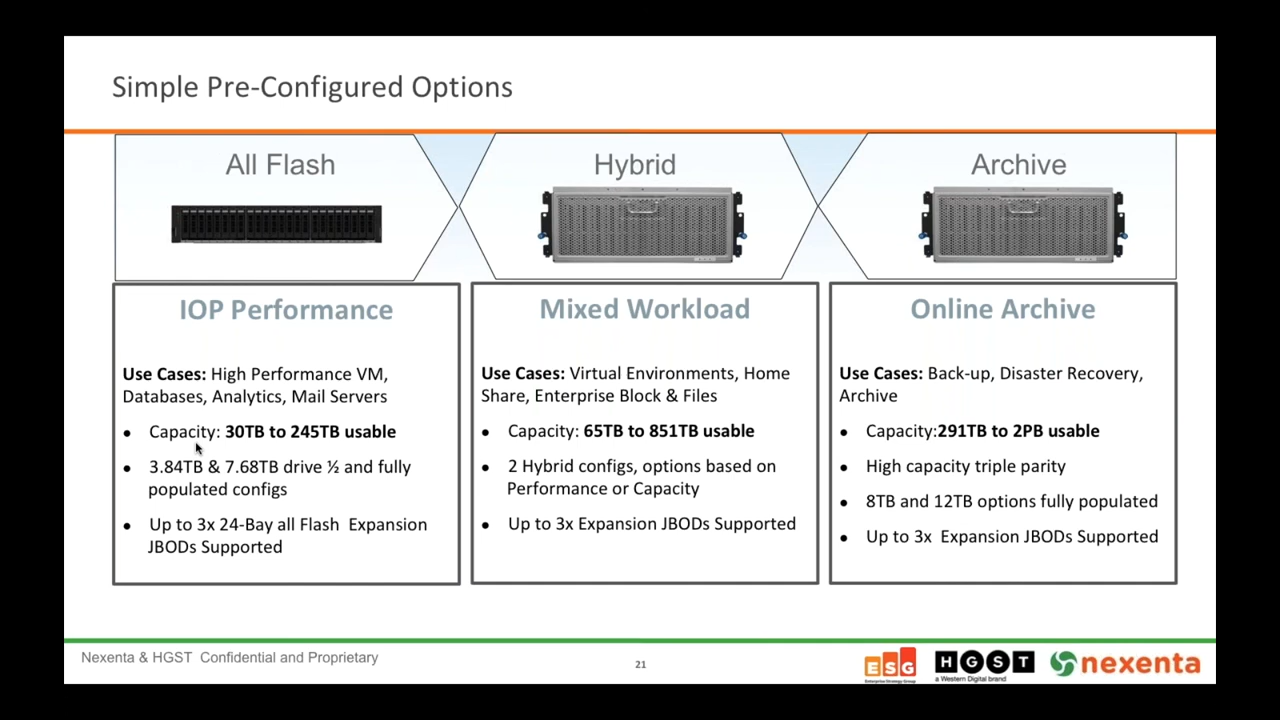 Simple Pre-Configured Options
All Flash
Hybrid
Archive
IOP Performance
Use Cases: High Performance VM,
Databases, Analytics, Mail Servers
● Capacity: 30TB to 245TB usable
● 3.84TB & 7.68TB drive ½ and fully
populated configs
● Up to 3x 24-Bay all Flash Expansion
JBODs Supported
Mixed Workload
Use Cases: Virtual Environments, Home
Share, Enterprise Block & Files
● Capacity: 65TB to 851TB usable
● 2 Hybrid configs, options based on
Performance or Capacity
● Up to 3x Expansion JBODs Supported
Online Archive
Use Cases: Back-up, Disaster Recovery,
Archive
● Capacity:291TB to 2PB usable
● High capacity triple parity
● 8TB and 12TB options fully populated
● Up to 3x Expansion JBODs Supported
Nexenta & HGST Confidential and Proprietary
21
ESG
Enterprise Strategy Group
HGST
a Western Digital brand
nexenta